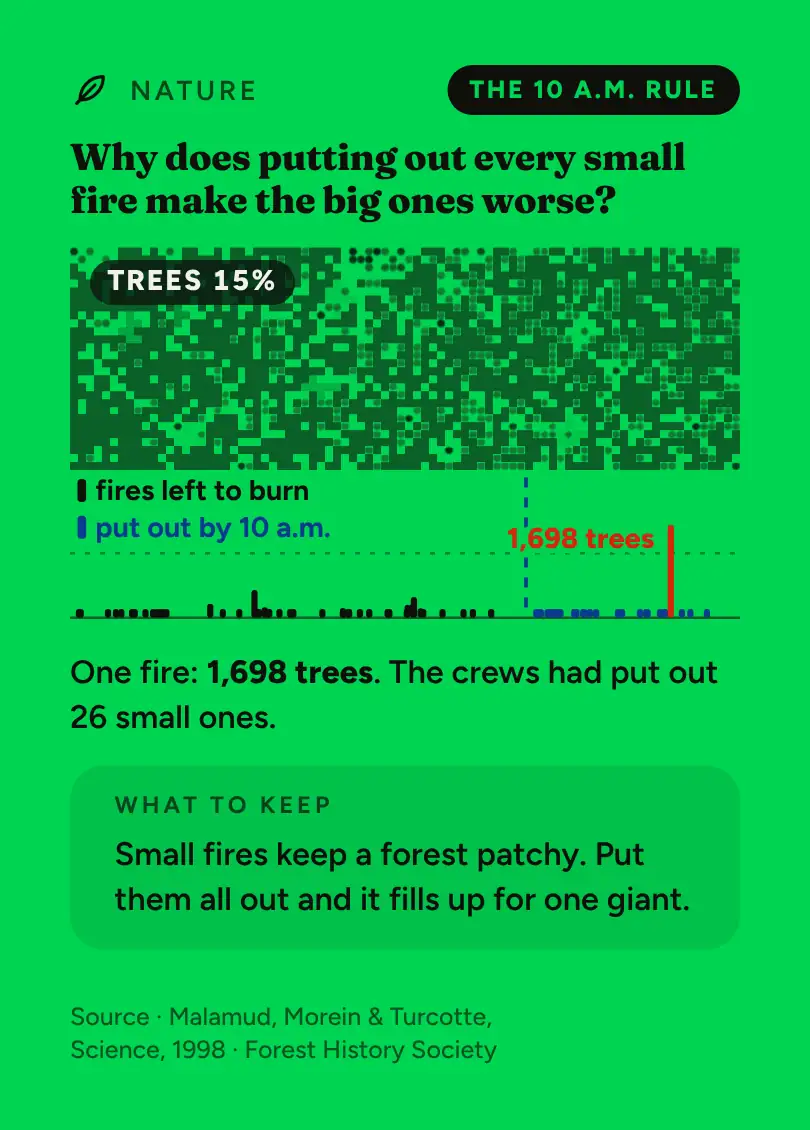 NATURE
THE 10 A.M. RULE
Why does putting out every small
fire make the big ones worse?
TREES 15%
fires left to burn
put out by 10 a.m.
1,698 trees
One fire: 1,698 trees. The crews had put out
26 small ones.
WHAT TO KEEP
Small fires keep a forest patchy. Put
them all out and it fills up for one giant.
Source · Malamud, Morein & Turcotte,
Science, 1998 · Forest History Society